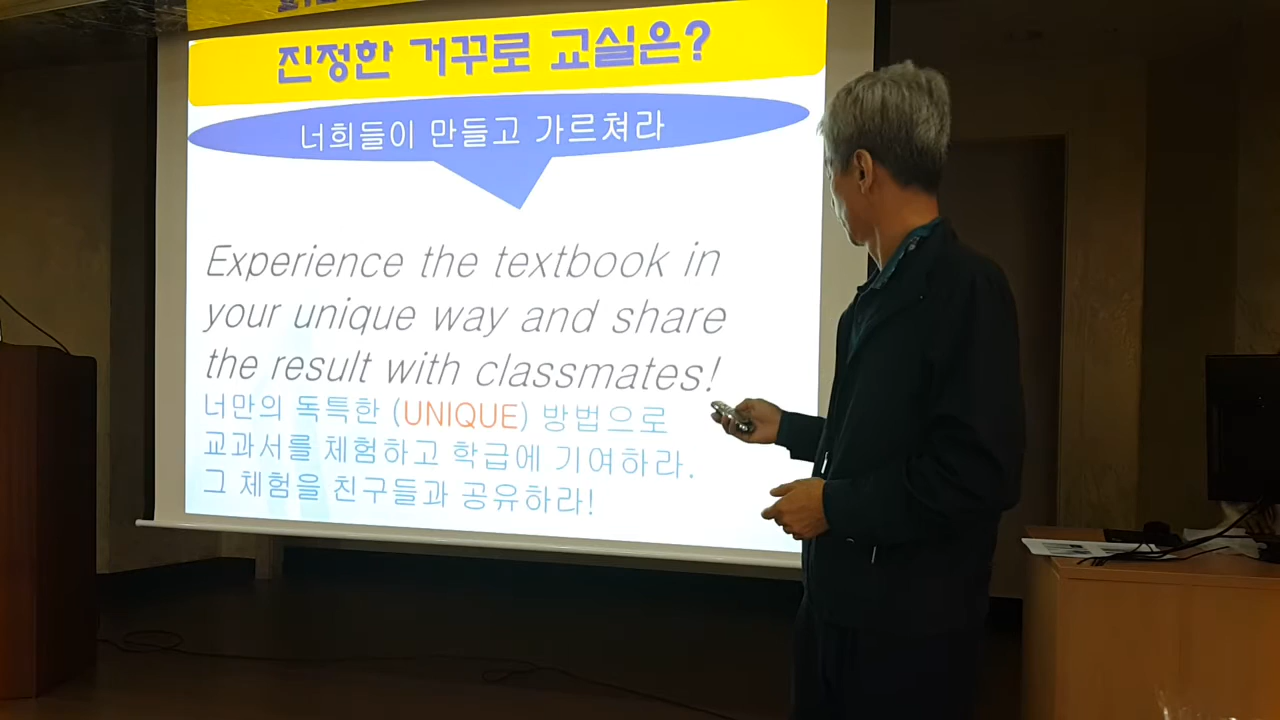 진정한 거꾸로 교실은?
너희들이 만들고 가르쳐라
Experience the textbook in
your unique way and share
the result with classmates!
너만의 독특한 (UNIQUE) 방법으로
교과서를 체험하고 학급에 기여하라.
그 체험을 친구들과 공유하라!